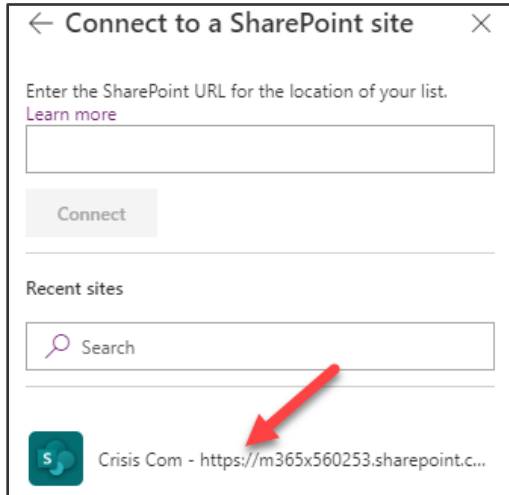 Connect to a SharePoint site
Enter the SharePoint URL for the location of your list.
Learn more
Connect
Recent sites
Search
S
Crisis Com - https://m365x560253.sharepoint.c...